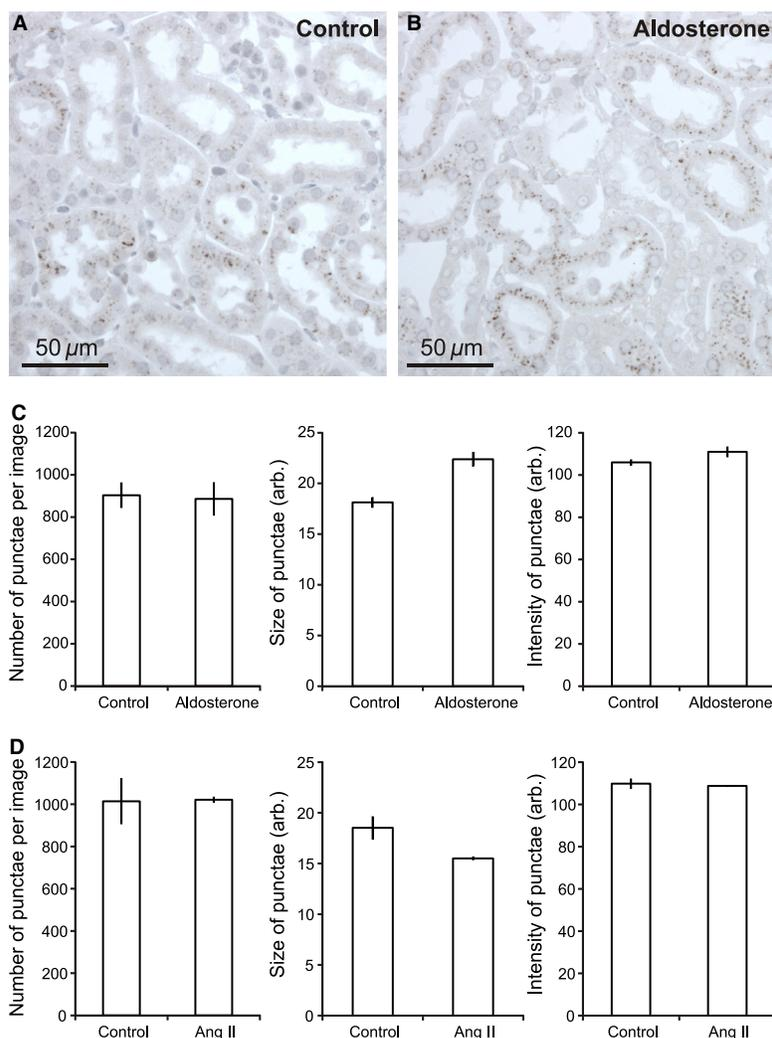 A
Control
B
Aldosterone
50 µm
50 µm
C
Number of punctae per image
1200
1000
800
600
400
200
0
Control
Aldosterone
Size of punctae (arb.)
25
20
15
10
5
0
Control
Aldosterone
Intensity of punctae (arb.)
120
100
80
60
40
20
0
Control
Aldosterone
D
Number of punctae per image
1200
1000
800
600
400
200
0
Control
Ang II
Size of punctae (arb.)
25
20
15
10
5
0
Control
Ang II
Intensity of punctae (arb.)
120
100
80
60
40
20
0
Control
Ang II